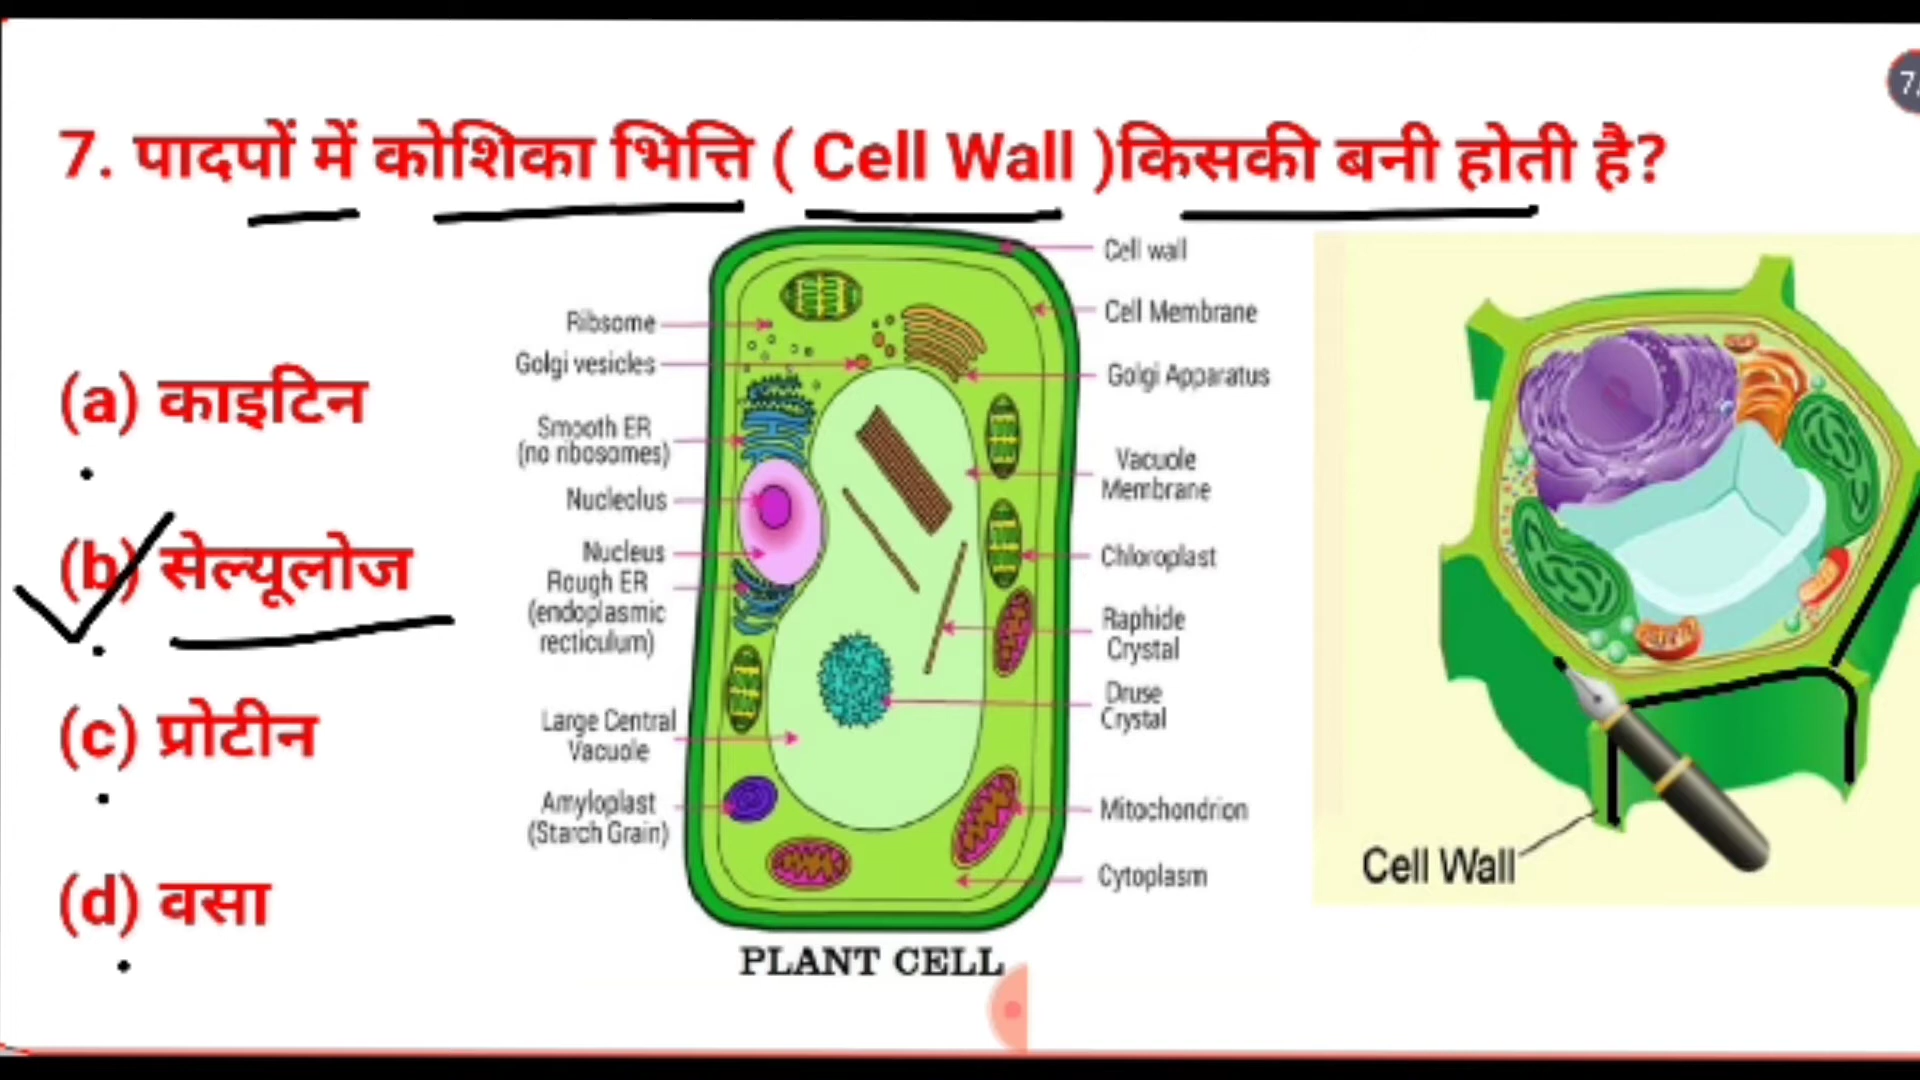 7. पादपों में कोशिका भित्ति ( Cell Wall )किसकी बनी होती है?
(a) काइटिन
(b) सेल्यूलोज
(c) प्रोटीन
(d) वसा
Ribsome
Golgi vesicles
Smooth ER
(no ribosomes)
Nucleolus
Nucleus
Rough ER
(endoplasmic
recticulum)
Large Central
Vacuole
Amyloplast
(Starch Grain)
Cell wall
Cell Membrane
Golgi Apparatus
Vacuole
Membrane
Chloroplast
Raphide
Crystal
Druse
Crystal
Mitochondrion
Cytoplasm
PLANT CELL
Cell Wall